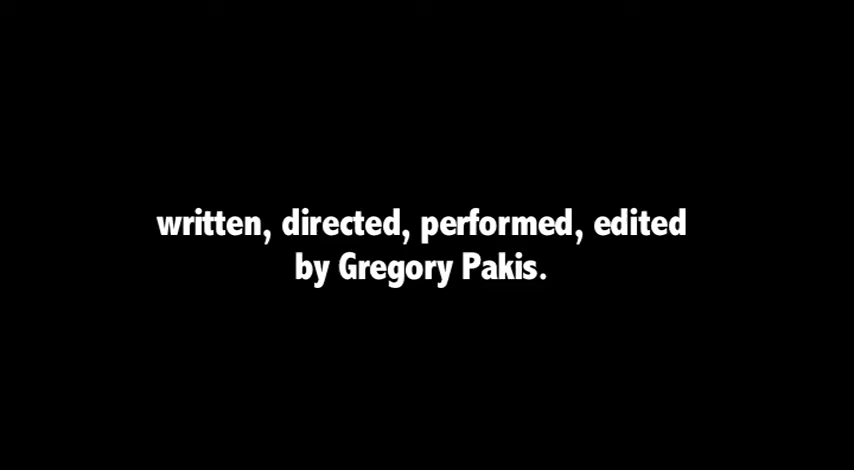 written, directed, performed, edited
by Gregory Pakis.